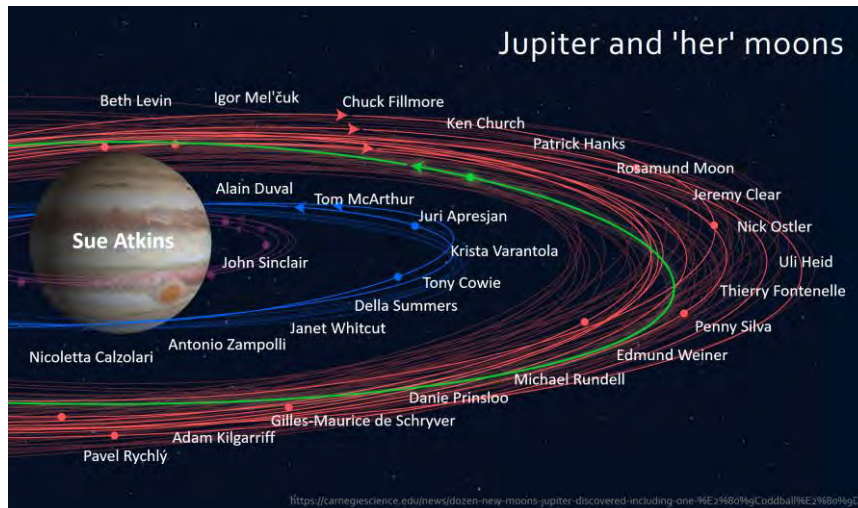 Jupiter and 'her' moons
Beth Levin
Igor Mel'čuk
Chuck Fillmore
Ken Church
Patrick Hanks
Rosamund Moon
Jeremy Clear
Nick Ostler
Uli Heid
Thierry Fontenelle
Penny Silva
Edmund Weiner
Michael Rundell
Danie Prinsloo
Gilles-Maurice de Schryver
Adam Kilgarriff
Pavel Rychlý
Alain Duval
Tom McArthur
Juri Apresjan
Krista Varantola
Tony Cowie
Della Summers
Janet Whitcut
Antonio Zampolli
Nicoletta Calzolari
Sue Atkins
John Sinclair
https://carnegiescience.edu/news/dozen-new-moons-jupiter-discovered-including-one-%E2%80%9Coddball%E2%80%9D